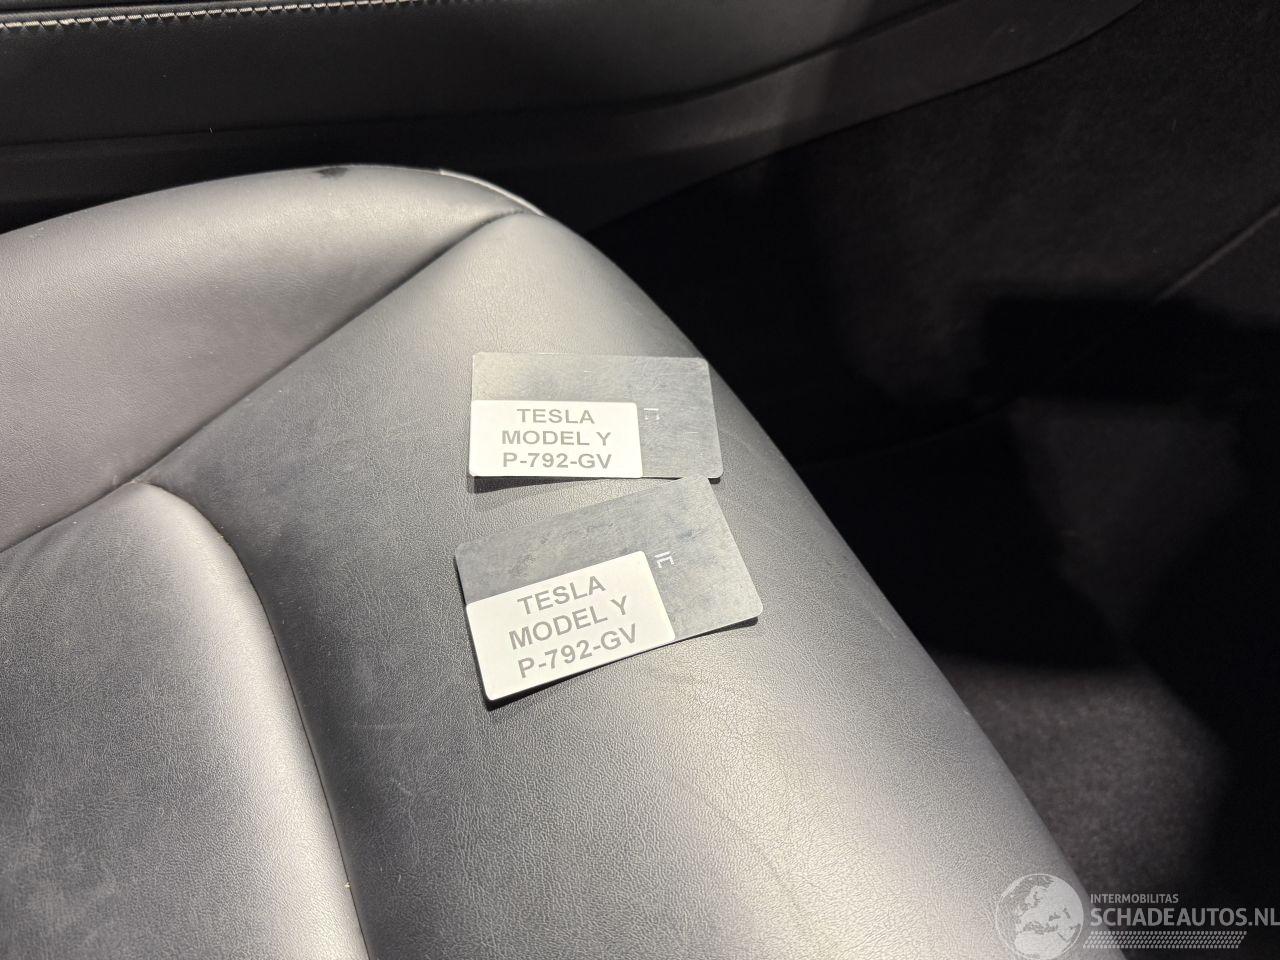 TESLA
MODEL Y
P-792-GV
TESLA
MODEL Y
P-792-GV
INTERMOBILITAS
SCHADEAUTOS.NL